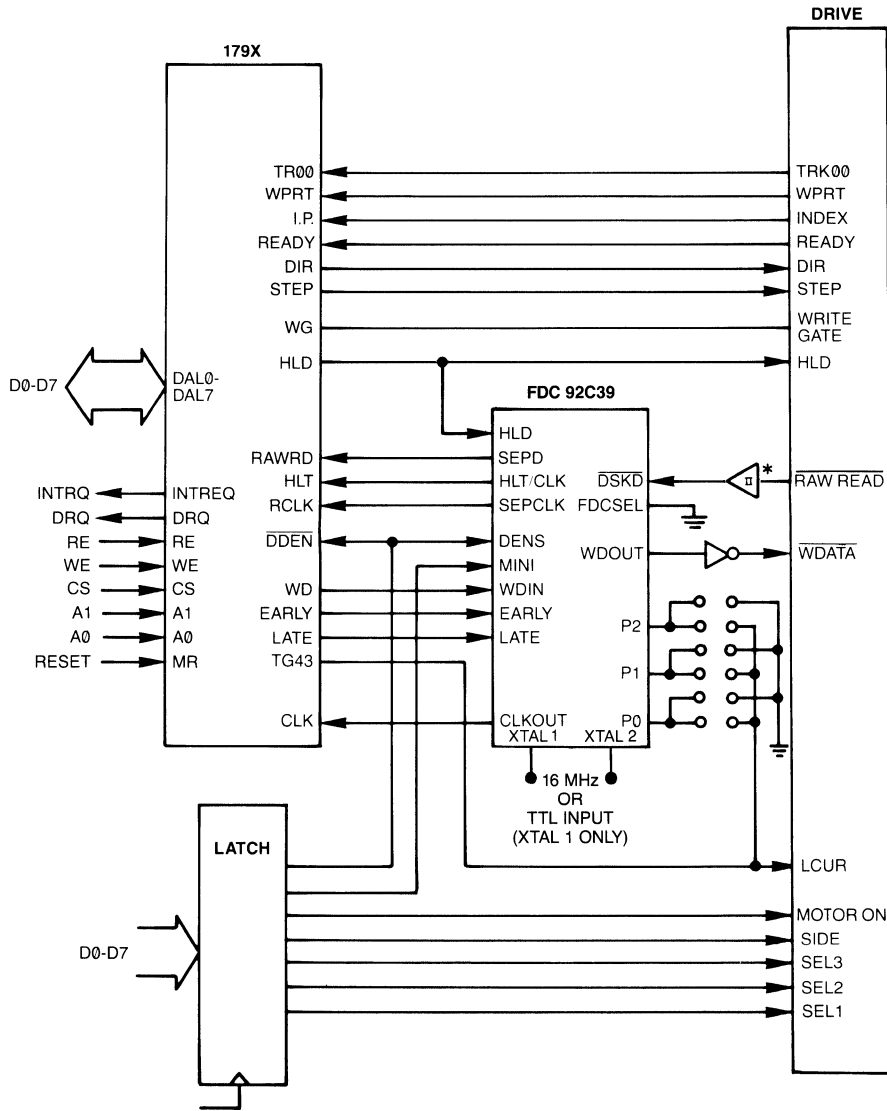 DRIVE
179X
TR00
WPRT
I.P.
READY
DIR
STEP
WG
HLD
TRK00
WPRT
INDEX
READY
DIR
STEP
WRITE
GATE
HLD
D0-D7
DAL0-
DAL7
FDC 92C39
HLD
RAWRD
SEPD
HLT
HLT/CLK
RCLK
SEPCLK
DSKD
FDCSEL
*
RAW READ
INTRQ
INTREQ
DRQ
DRQ
RE
RE
WE
WE
CS
CS
A1
A1
A0
A0
RESET
MR
DDEN
DENS
MINI
WD
WDIN
EARLY
EARLY
LATE
LATE
TG43
WDOUT
WDATA
P2
P1
P0
CLK
CLKOUT
XTAL 1
XTAL 2
16 MHz
OR
TTL INPUT
(XTAL 1 ONLY)
LATCH
D0-D7
LCUR
MOTOR ON
SIDE
SEL3
SEL2
SEL1